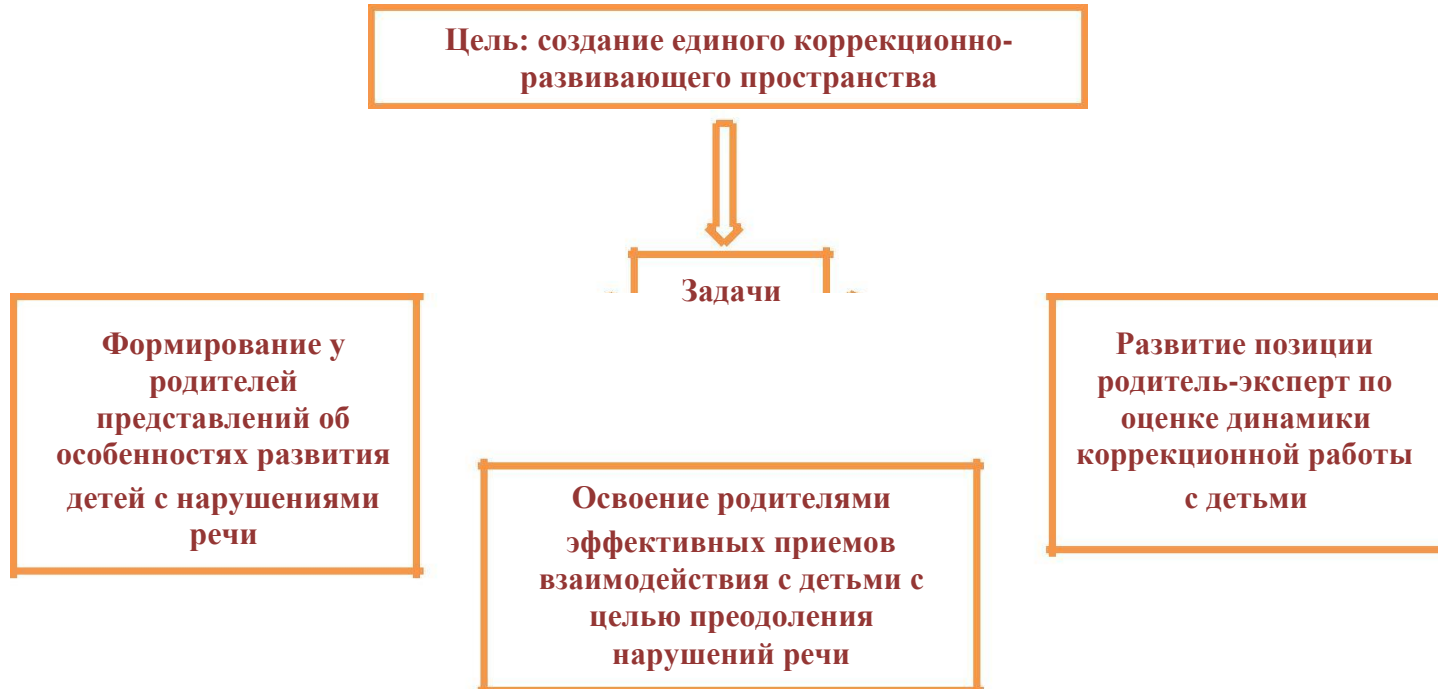 Цель: создание единого коррекционно-
развивающего пространства
Задачи
Формирование у
родителей
представлений об
особенностях развития
детей с нарушениями
речи
Освоение родителями
эффективных приемов
взаимодействия с детьми с
целью преодоления
нарушений речи
Развитие позиции
родитель-эксперт по
оценке динамики
коррекционной работы
с детьми